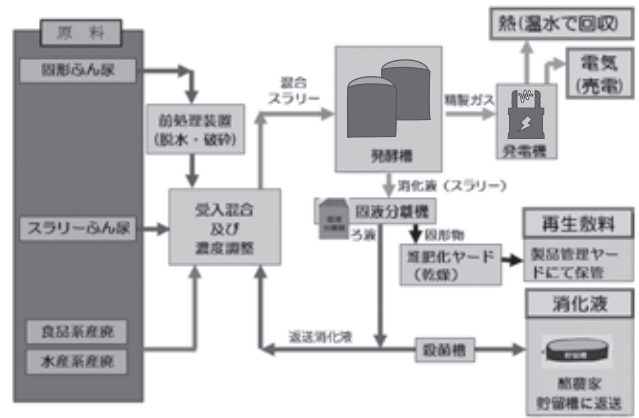 原料
固形ふん尿
前処理装置
(脱水・破砕)
スラリーふん尿
受入混合
及び
濃度調整
食品系産廃
水産系産廃
混合
スラリー
発酵槽
精製ガス
発電機
熱(温水で回収)
電気
(売電)
消化液(スラリー)
固液分離機
ろ液
固形物
堆肥化ヤード
(乾燥)
再生敷料
製品管理ヤー
ドにて保管
返送消化液
殺菌槽
消化液
貯留槽
酪農家
貯留槽に返送